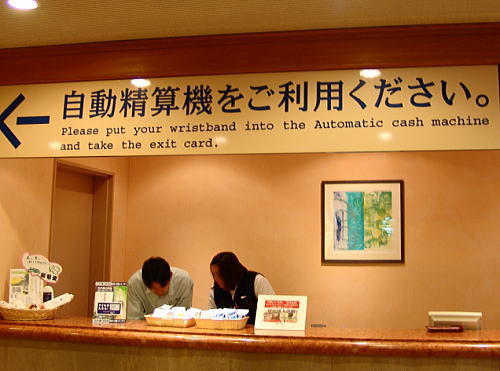 自動精算機をご利用ください。
Please put your wristband into the Automatic cash machine
and take the exit card.